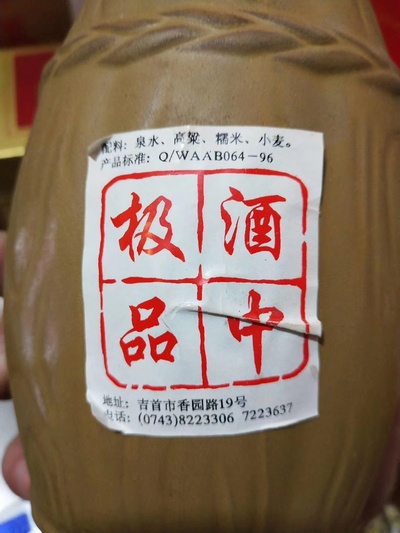 配料: 泉水、高粱、糯米、小麦。
产品标准: Q/WAAB064-96
酒中
极品
地址: 吉首市香园路19号
电话: (0743)8223306 7223637